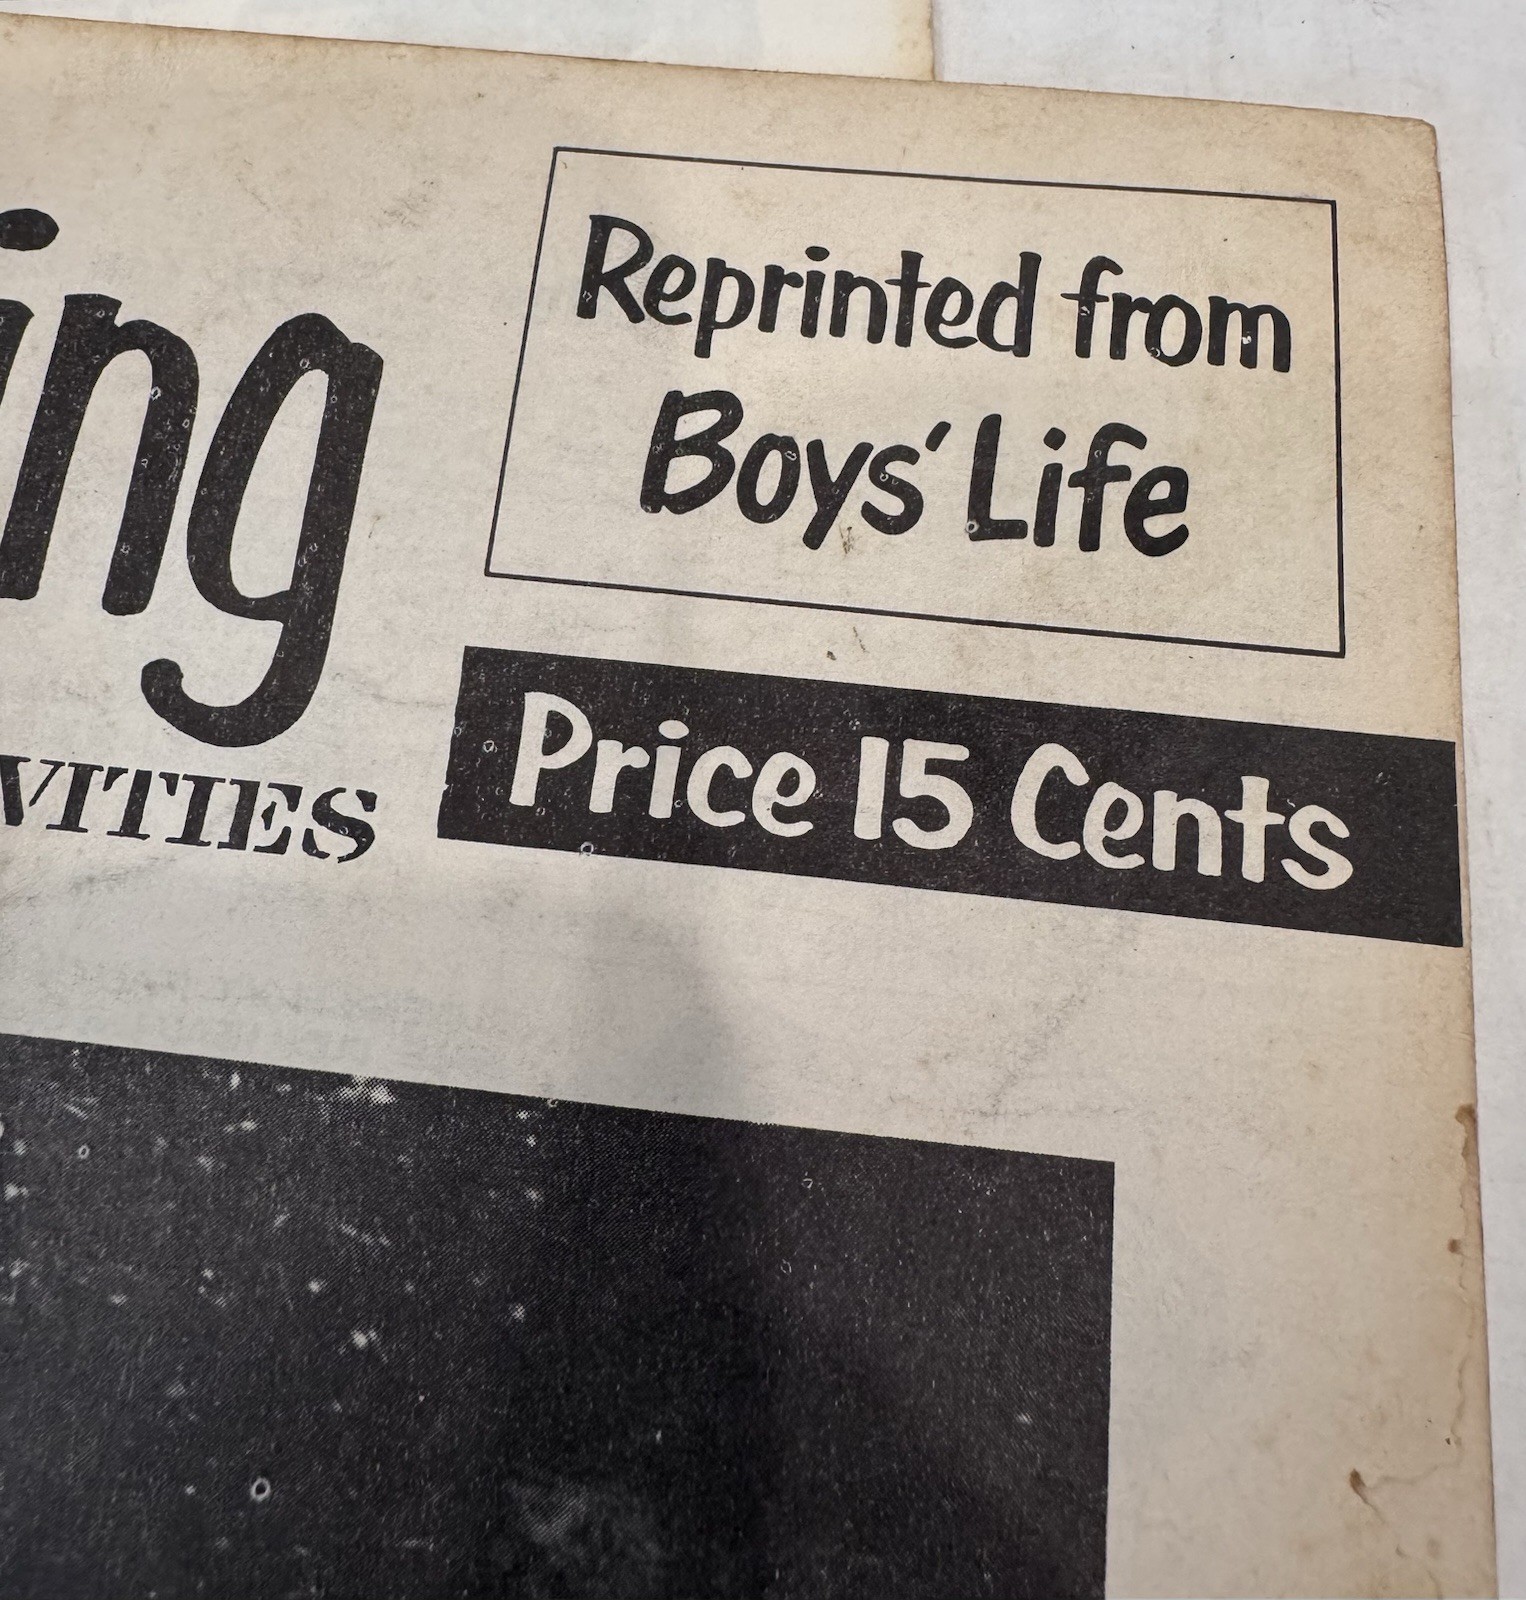 Reprinted from
Boys' Life
ing
Price 15 Cents
VITIES